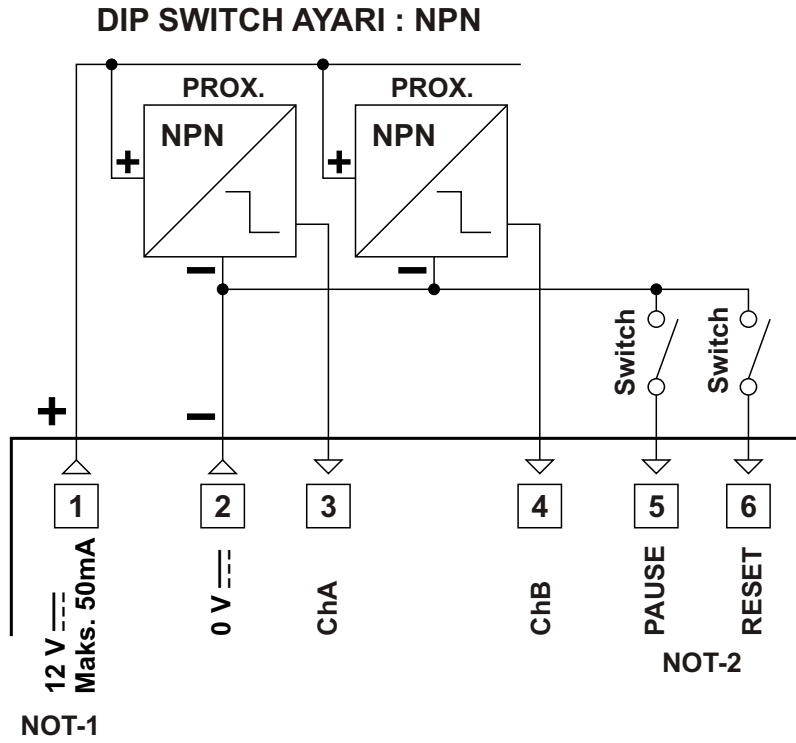 DIP SWITCH AYARI : NPN
PROX.
PROX.
NPN
NPN
+
+
−
−
Switch
Switch
+
−
1
2
3
4
5
6
12 V
Maks. 50mA
0 V
ChA
ChB
PAUSE
RESET
NOT-2
NOT-1